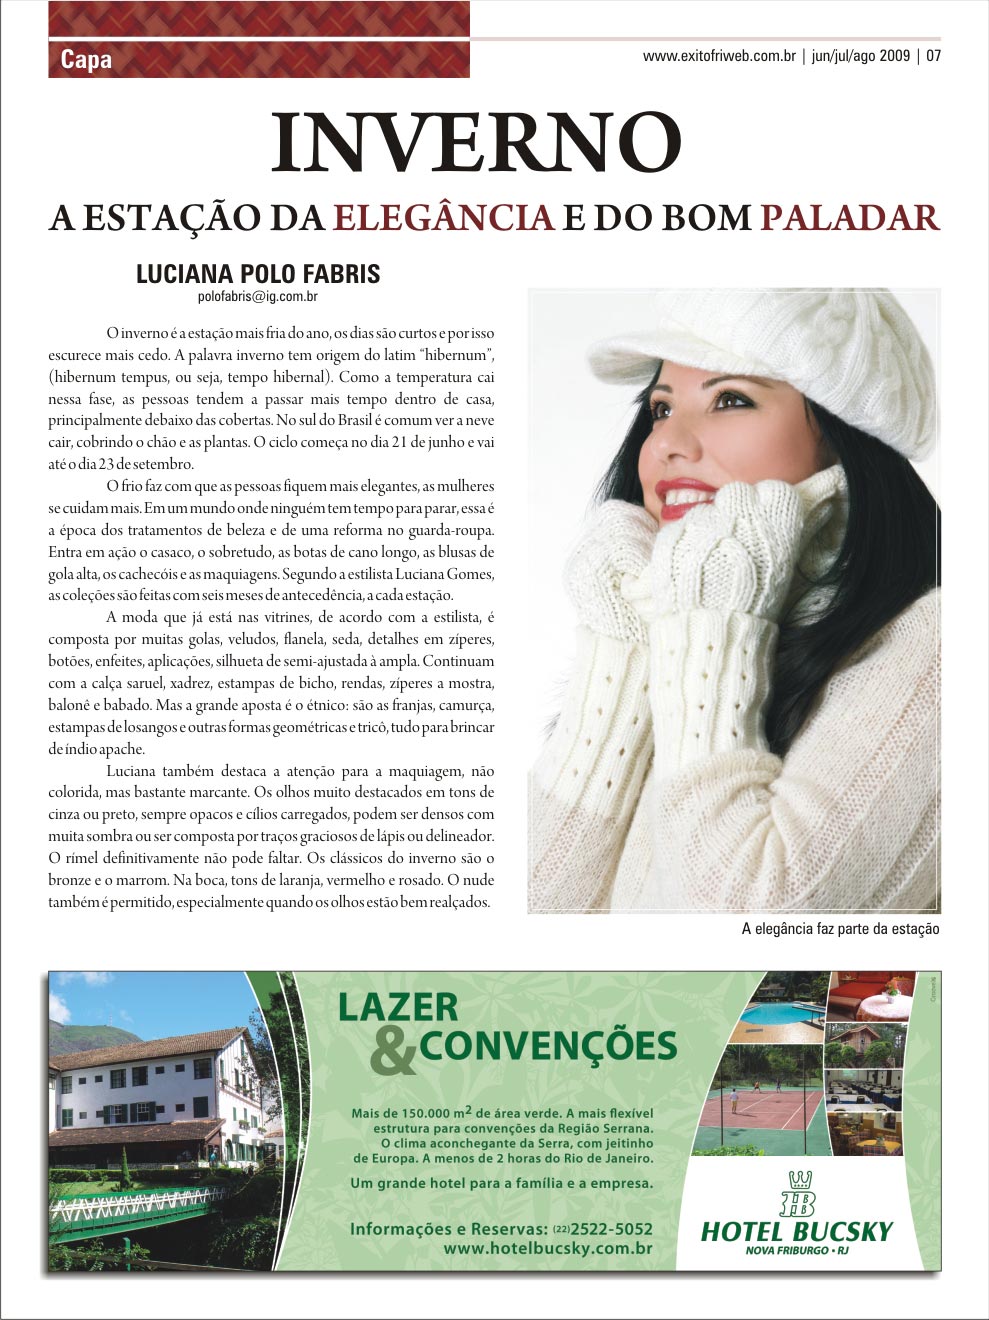 Capa
www.exitofriweb.com.br | jun/jul/ago 2009 | 07
INVERNO
A ESTAÇÃO DA ELEGÂNCIA E DO BOM PALADAR
LUCIANA POLO FABRIS
polofabris@ig.com.br
O inverno é a estação mais fria do ano, os dias são curtos e por isso
escurece mais cedo. A palavra inverno tem origem do latim “hibernum”,
(hibernum tempus, ou seja, tempo hibernal). Como a temperatura cai
nessa fase, as pessoas tendem a passar mais tempo dentro de casa,
principalmente debaixo das cobertas. No sul do Brasil é comum ver a neve
cair, cobrindo o chão e as plantas. O ciclo começa no dia 21 de junho e vai
até o dia 23 de setembro.
O frio faz com que as pessoas fiquem mais elegantes, as mulheres
se cuidam mais. Em um mundo onde ninguém tem tempo para parar, essa é
a época dos tratamentos de beleza e de uma reforma no guarda-roupa.
Entra em ação o casaco, o sobretudo, as botas de cano longo, as blusas de
gola alta, os cachecóis e as maquiagens. Segundo a estilista Luciana Gomes,
as coleções são feitas com seis meses de antecedência, a cada estação.
A moda que já está nas vitrines, de acordo com a estilista, é
composta por muitas golas, veludos, flanela, seda, detalhes em zíperes,
botões, enfeites, aplicações, silhueta de semi-ajustada à ampla. Continuam
com a calça saruel, xadrez, estampas de bicho, rendas, zíperes a mostra,
balonê e babado. Mas a grande aposta é o étnico: são as franjas, camurça,
estampas de losangos e outras formas geométricas e tricô, tudo para brincar
de índio apache.
Luciana também destaca a atenção para a maquiagem, não
colorida, mas bastante marcante. Os olhos muito destacados em tons de
cinza ou preto, sempre opacos e cílios carregados, podem ser densos com
muita sombra ou ser composta por traços graciosos de lápis ou delineador.
O rímel definitivamente não pode faltar. Os clássicos do inverno são o
bronze e o marrom. Na boca, tons de laranja, vermelho e rosado. O nude
também é permitido, especialmente quando os olhos estão bem realçados.
A elegância faz parte da estação
LAZER
& CONVENÇÕES
Mais de 150.000 m² de área verde. A mais flexível
estrutura para convenções da Região Serrana.
O clima aconchegante da Serra, com jeitinho
de Europa. A menos de 2 horas do Rio de Janeiro.
Um grande hotel para a família e a empresa.
Informações e Reservas: (22)2522-5052
www.hotelbucsky.com.br
HOTEL BUCSKY
NOVA FRIBURGO • RJ